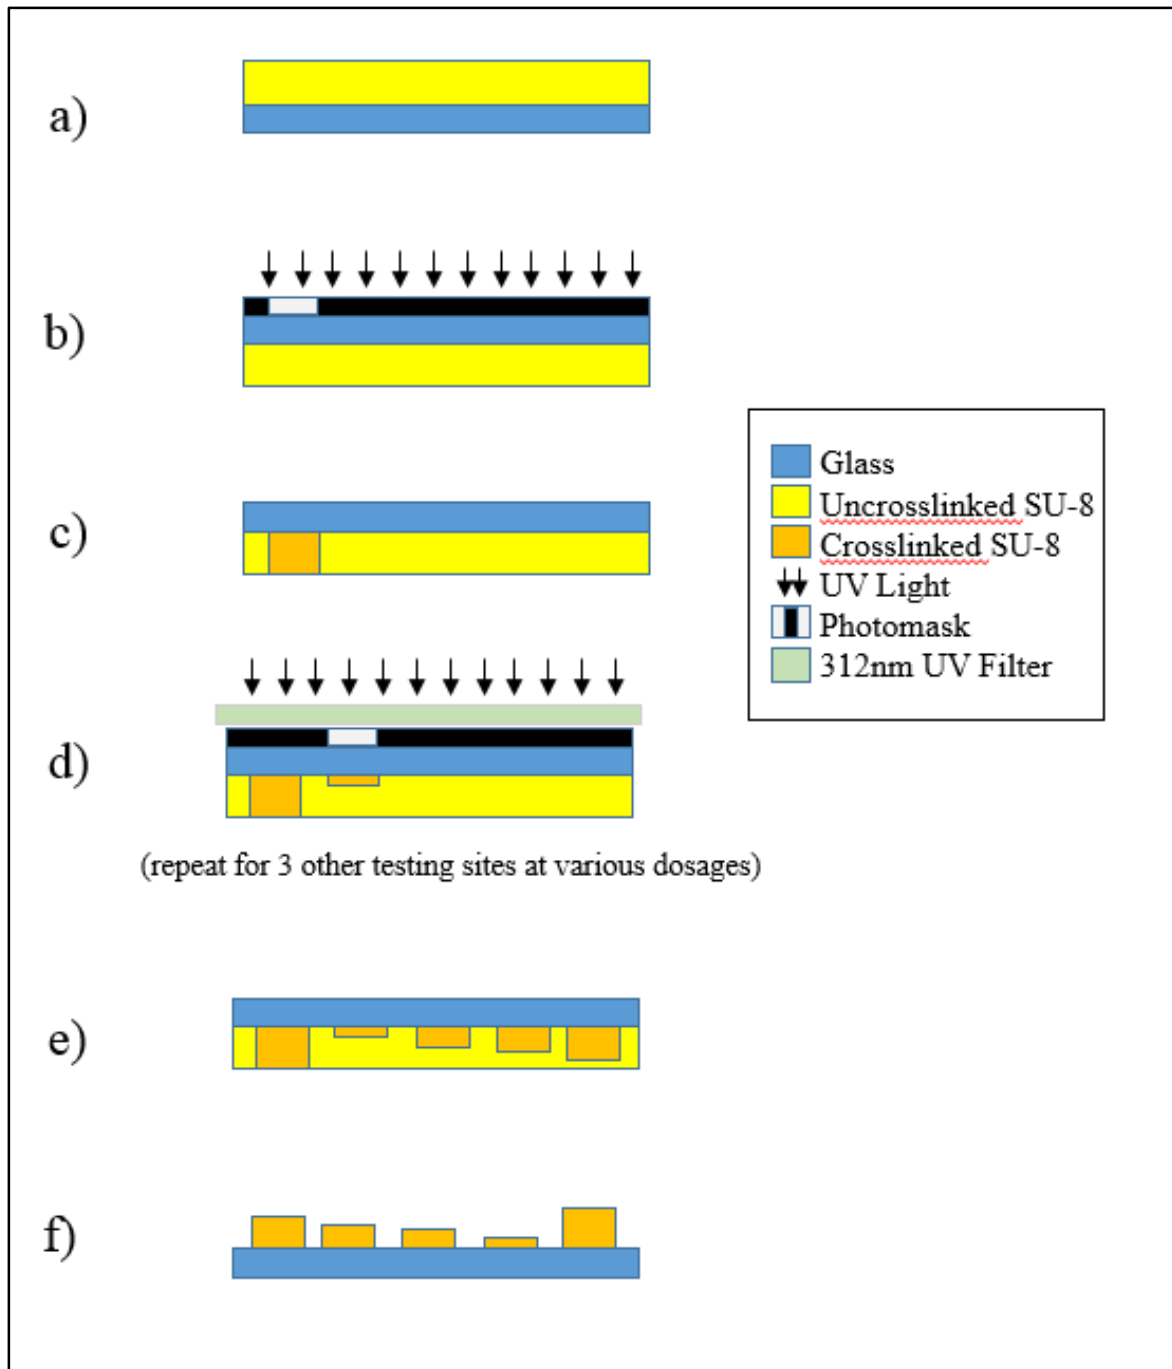 a)
b)
c)
Glass
Uncrosslinked SU-8
Crosslinked SU-8
UV Light
Photomask
312nm UV Filter
d)
(repeat for 3 other testing sites at various dosages)
e)
f)